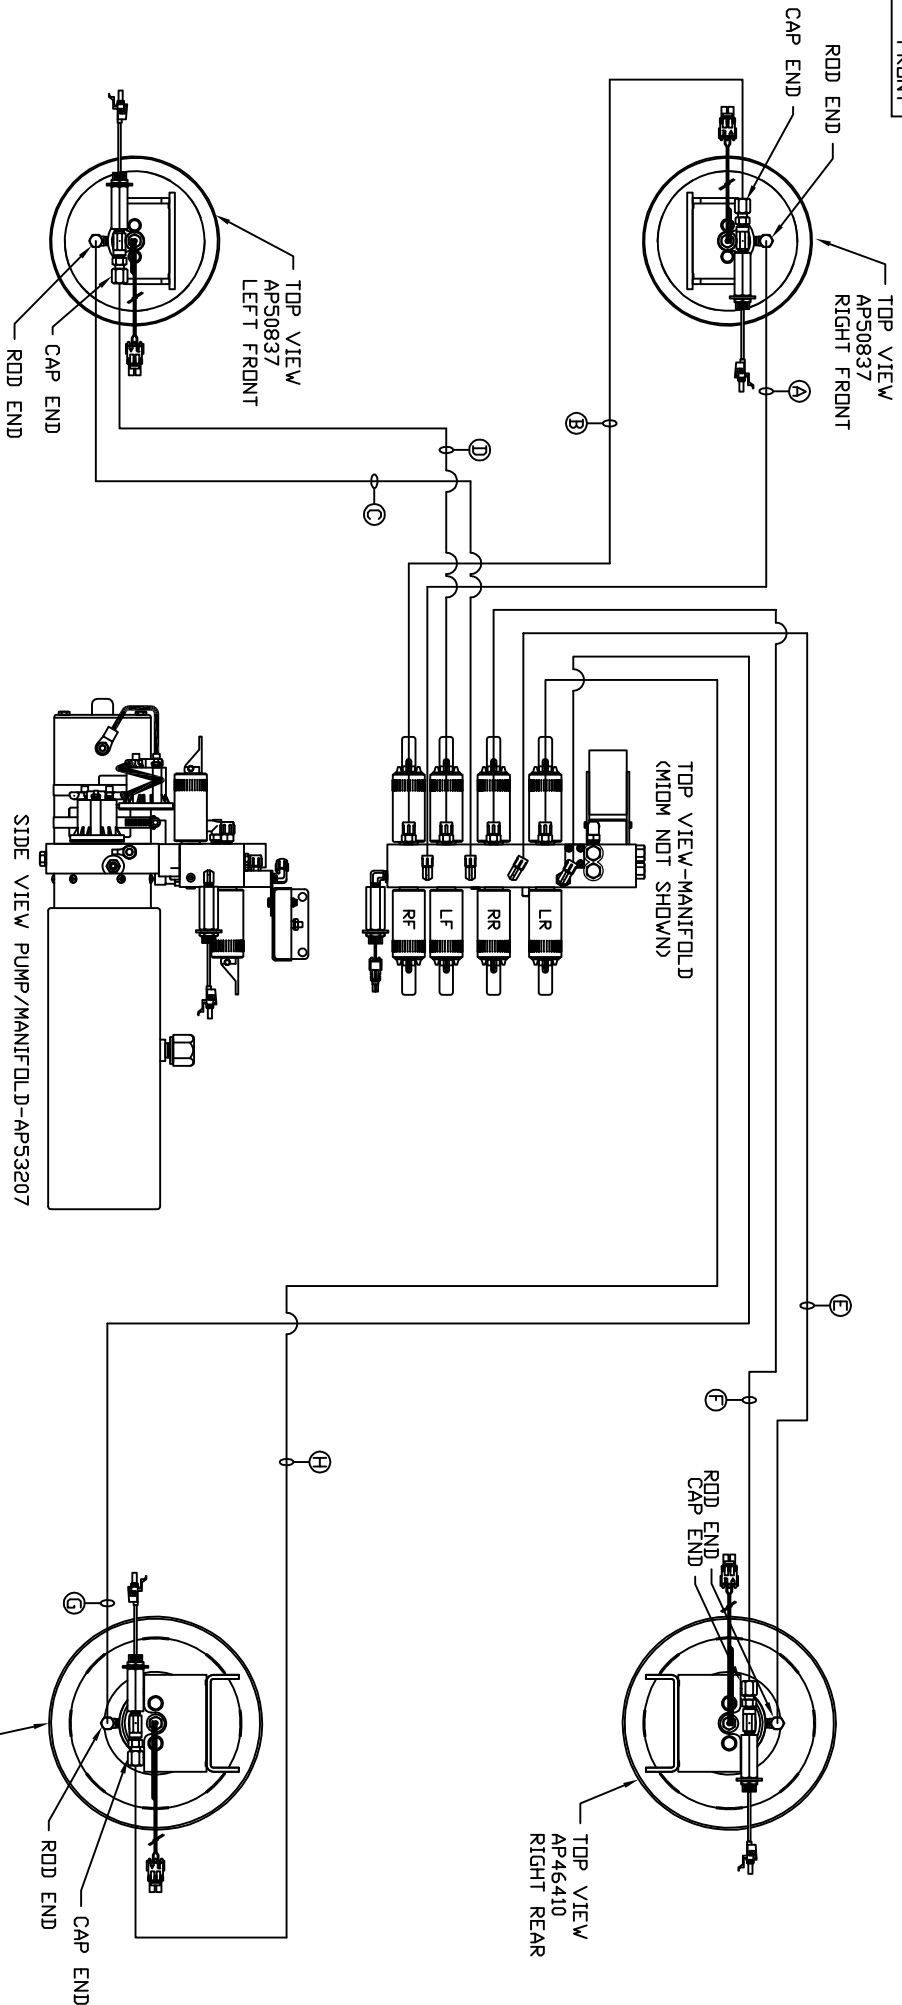 FRONT
ROD END
CAP END
TOP VIEW
AP50837
RIGHT FRONT
A
B
TOP VIEW
AP50837
LEFT FRONT
CAP END
ROD END
D
C
TOP VIEW-MANIFOLD
(MIOM NOT SHOWN)
RF
LF
RR
LR
SIDE VIEW PUMP/MANIFOLD-AP53207
E
F
H
G
ROD END
CAP END
TOP VIEW
AP46410
RIGHT REAR
CAP END
ROD END